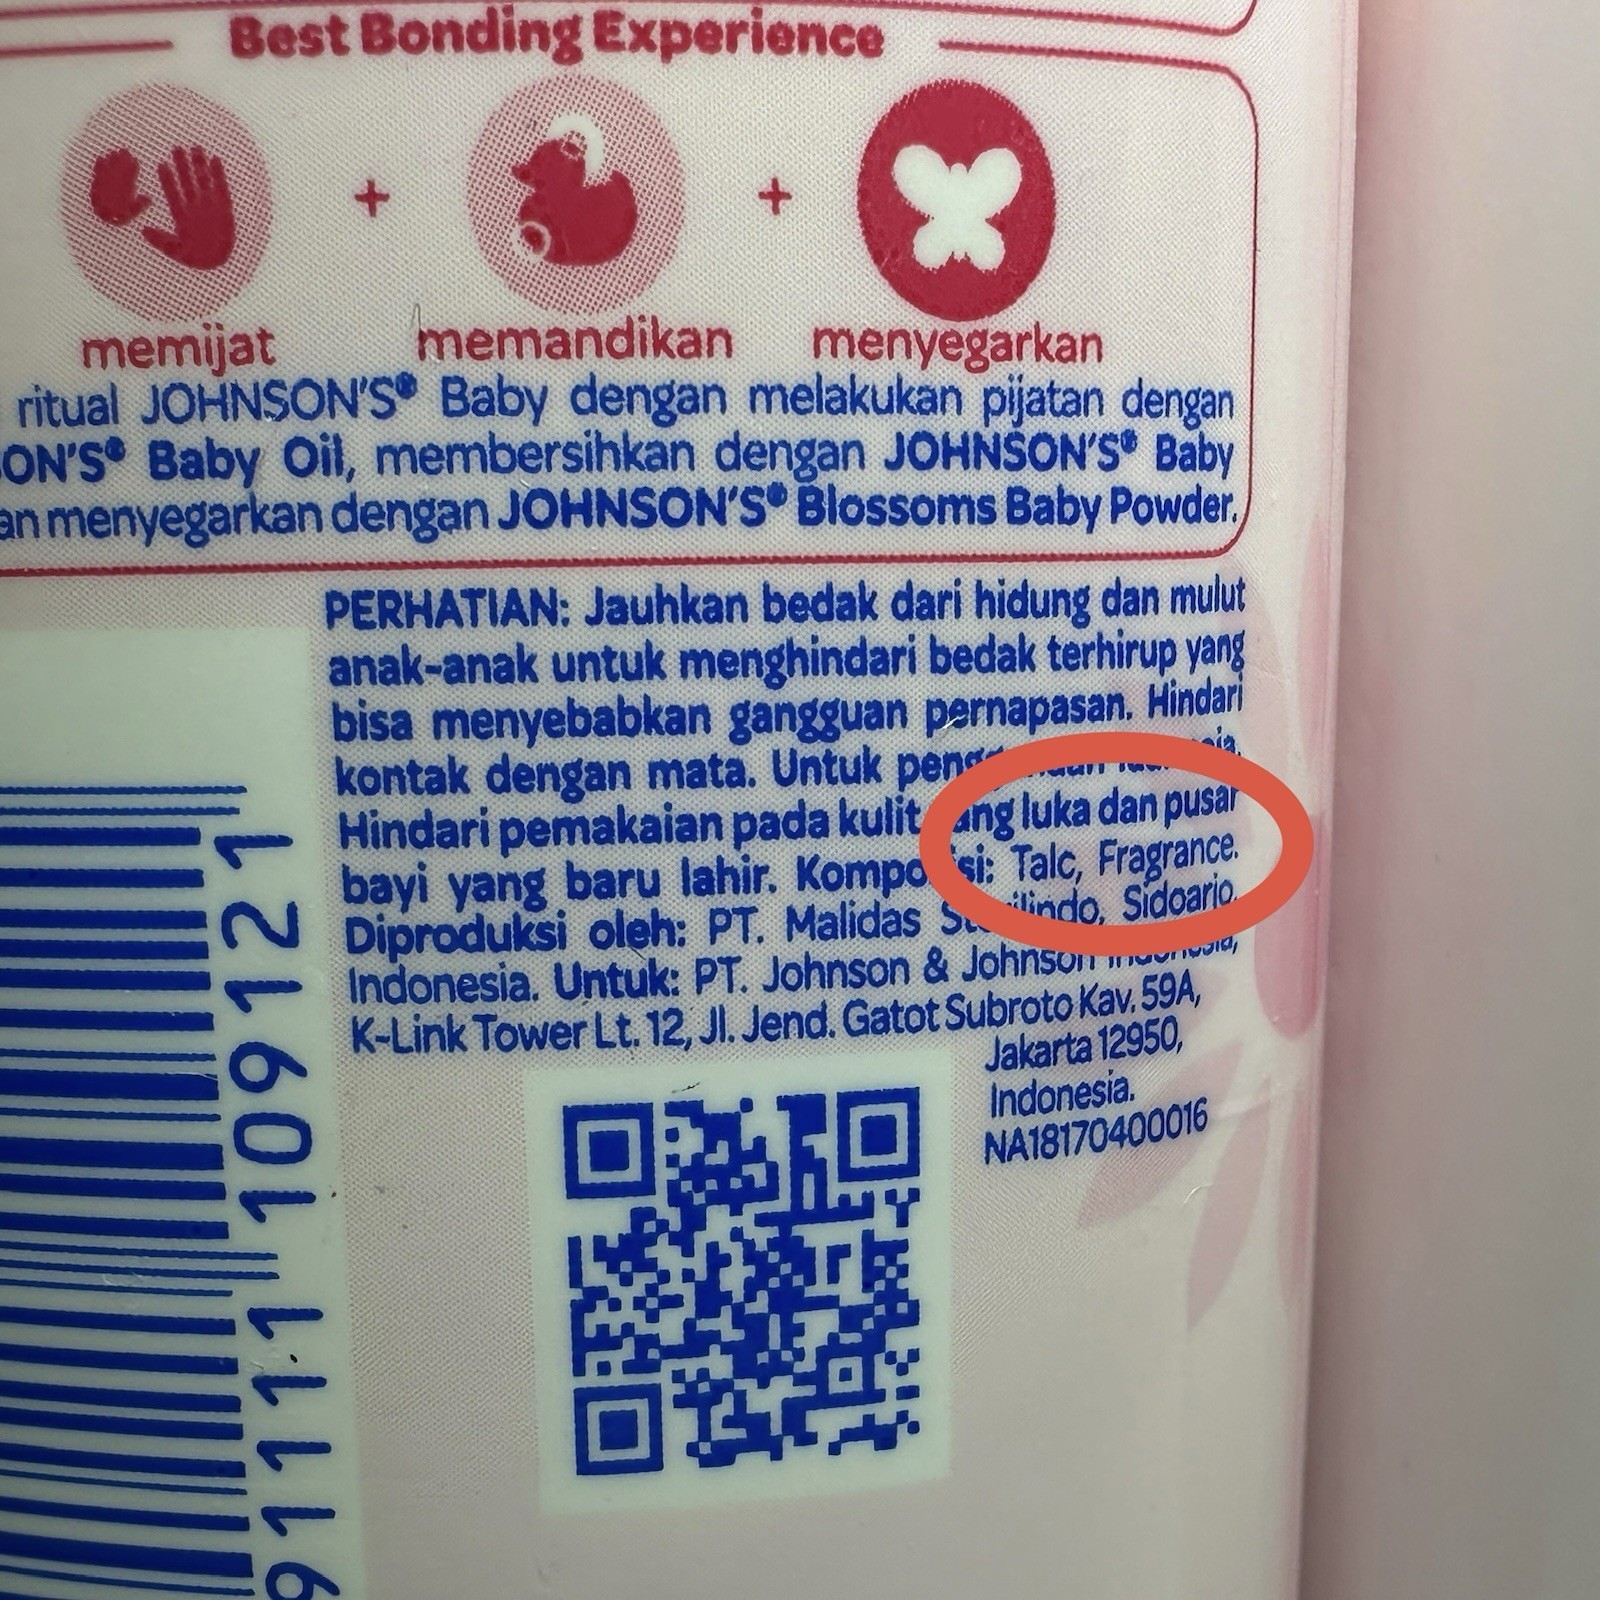 Best Bonding Experience
memijat + memandikan + menyegarkan
ritual JOHNSON'S® Baby dengan melakukan pijatan dengan
ON'S® Baby Oil, membersihkan dengan JOHNSON'S® Baby
an menyegarkan dengan JOHNSON'S® Blossoms Baby Powder.
PERHATIAN: Jauhkan bedak dari hidung dan mulut
anak-anak untuk menghindari bedak terhirup yang
bisa menyebabkan gangguan pernapasan. Hindari
kontak dengan mata. Untuk
Hindari pemakaian pada kulit yang luka dan pusar
bayi yang baru lahir. Komposisi: Talc, Fragrance.
Diproduksi oleh: PT. Malidas Sidoarjo,
Indonesia. Untuk: PT. Johnson & Johnson Indonesia,
K-Link Tower Lt. 12, Jl. Jend. Gatot Subroto Kav. 59A,
Jakarta 12950,
Indonesia.
NA18170400016
911111109121